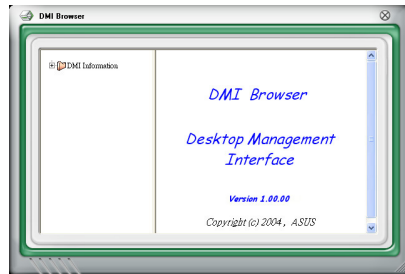 DMI Browser
DMI Information
DMI Browser
Desktop Management
Interface
Version 1.00.00
Copyright (c) 2004, ASUS